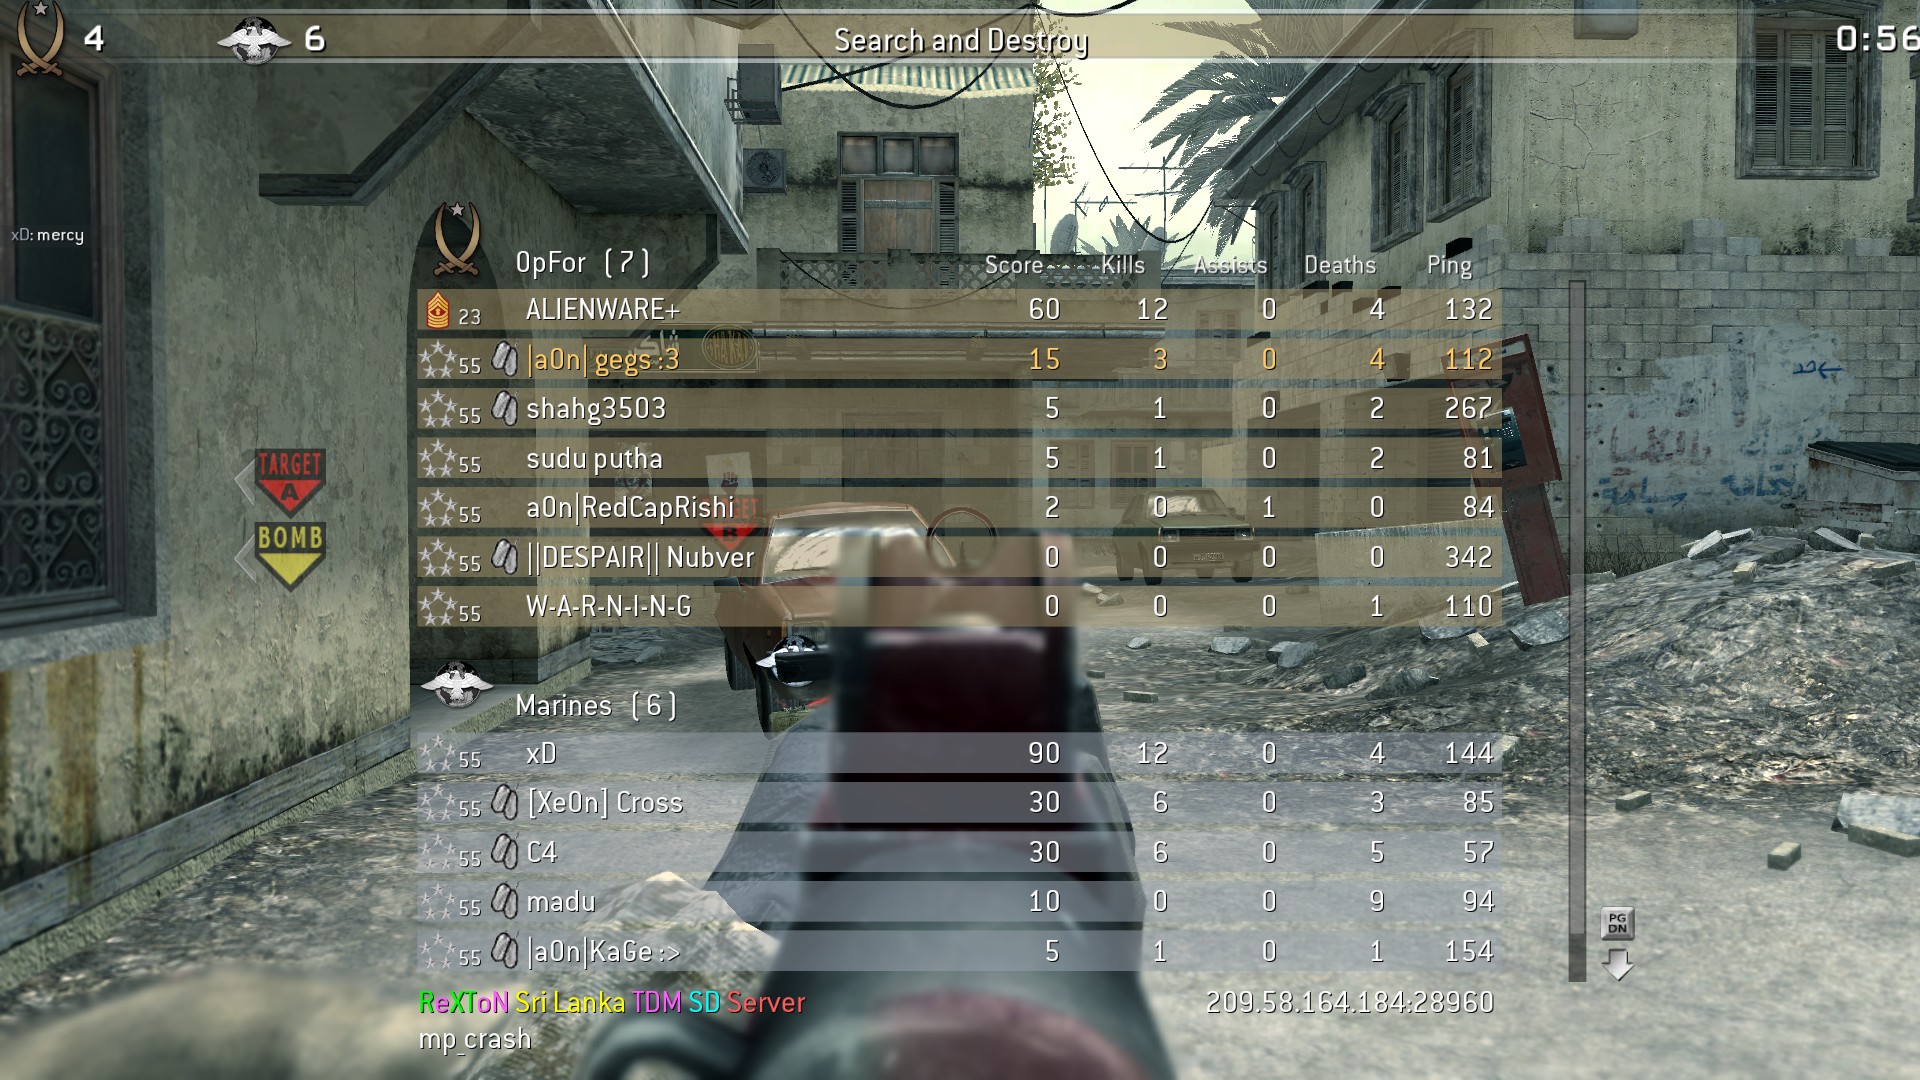 4 6 Search and Destroy 0:56
xD: mercy
OpFor (7) Score Kills Assists Deaths Ping
23 ALIENWARE+ 60 12 0 4 132
55 |aOn| gegs :3 15 3 0 4 112
55 shahg3503 5 1 0 2 267
55 sudu putha 5 1 0 2 81
55 aOn|RedCapRishi 2 0 1 0 84
55 ||DESPAIR|| Nubver 0 0 0 0 342
55 W-A-R-N-I-N-G 0 0 0 1 110
TARGET
A
BOMB
TARGET
B
Marines (6)
55 xD 90 12 0 4 144
55 [XeOn] Cross 30 6 0 3 85
55 C4 30 6 0 5 57
55 madu 10 0 0 9 94
55 |aOn|KaGe :> 5 1 0 1 154
PG
DN
ReXToN Sri Lanka TDM SD Server 209.58.164.184:28960
mp_crash